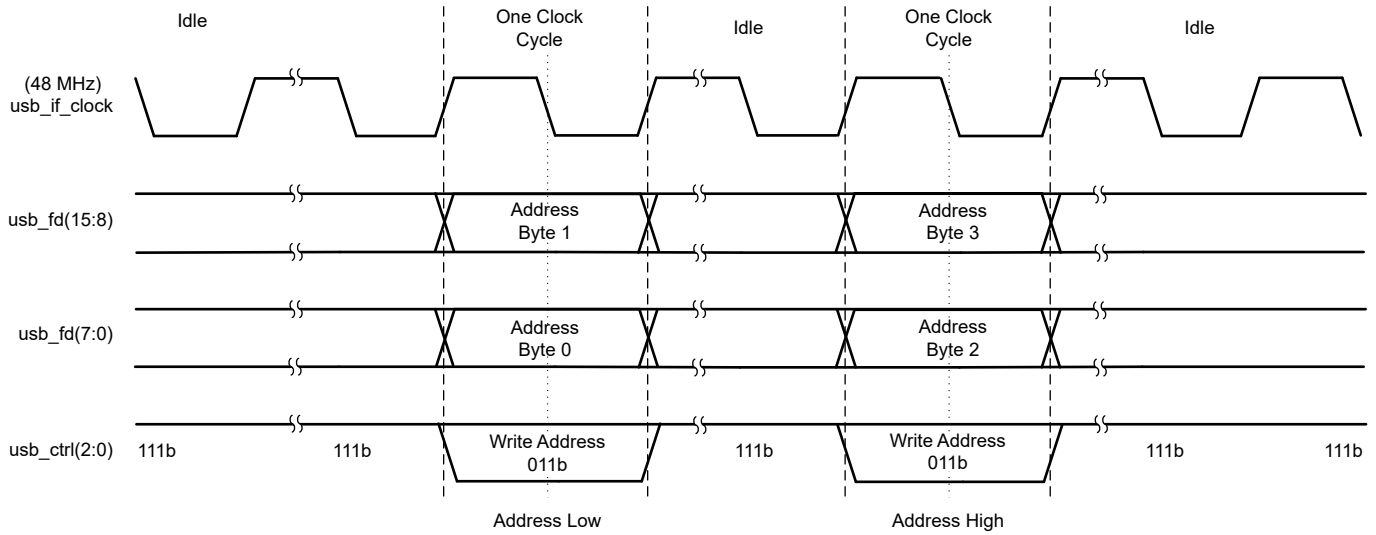 Idle
One Clock
Cycle
Idle
One Clock
Cycle
Idle
(48 MHz)
usb_if_clock
usb_fd(15:8)
Address
Byte 1
Address
Byte 3
usb_fd(7:0)
Address
Byte 0
Address
Byte 2
usb_ctrl(2:0)
111b
111b
Write Address
011b
111b
Write Address
011b
111b
111b
Address Low
Address High